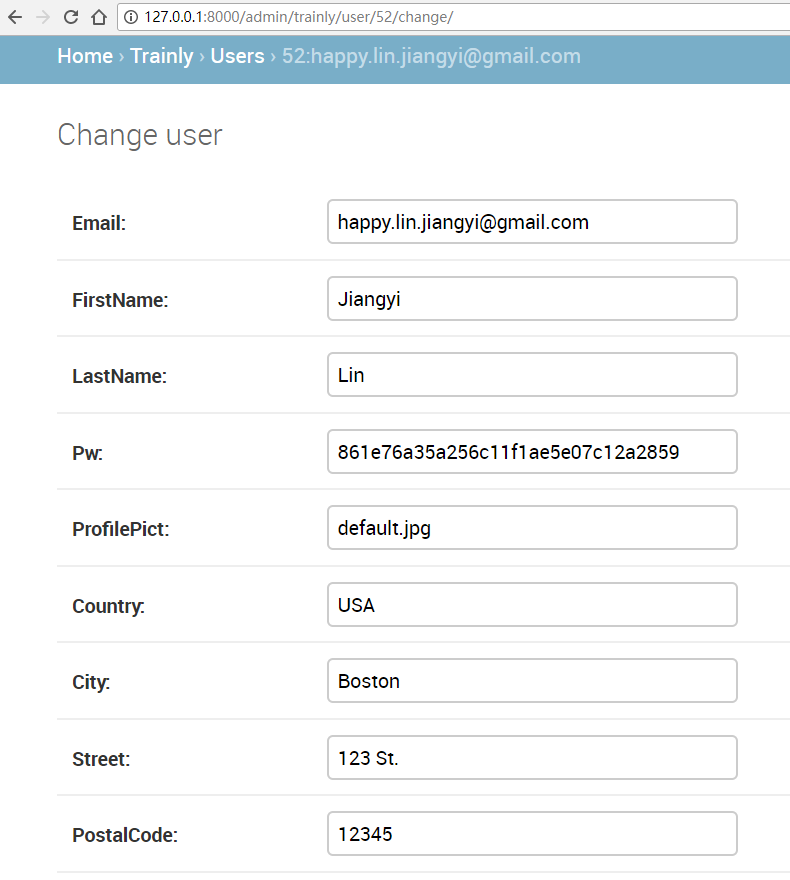 127.0.0.1:8000/admin/trainly/user/52/change/
Home › Trainly › Users › 52:happy.lin.jiangyi@gmail.com
Change user
Email: happy.lin.jiangyi@gmail.com
FirstName: Jiangyi
LastName: Lin
Pw: 861e76a35a256c11f1ae5e07c12a2859
ProfilePict: default.jpg
Country: USA
City: Boston
Street: 123 St.
PostalCode: 12345